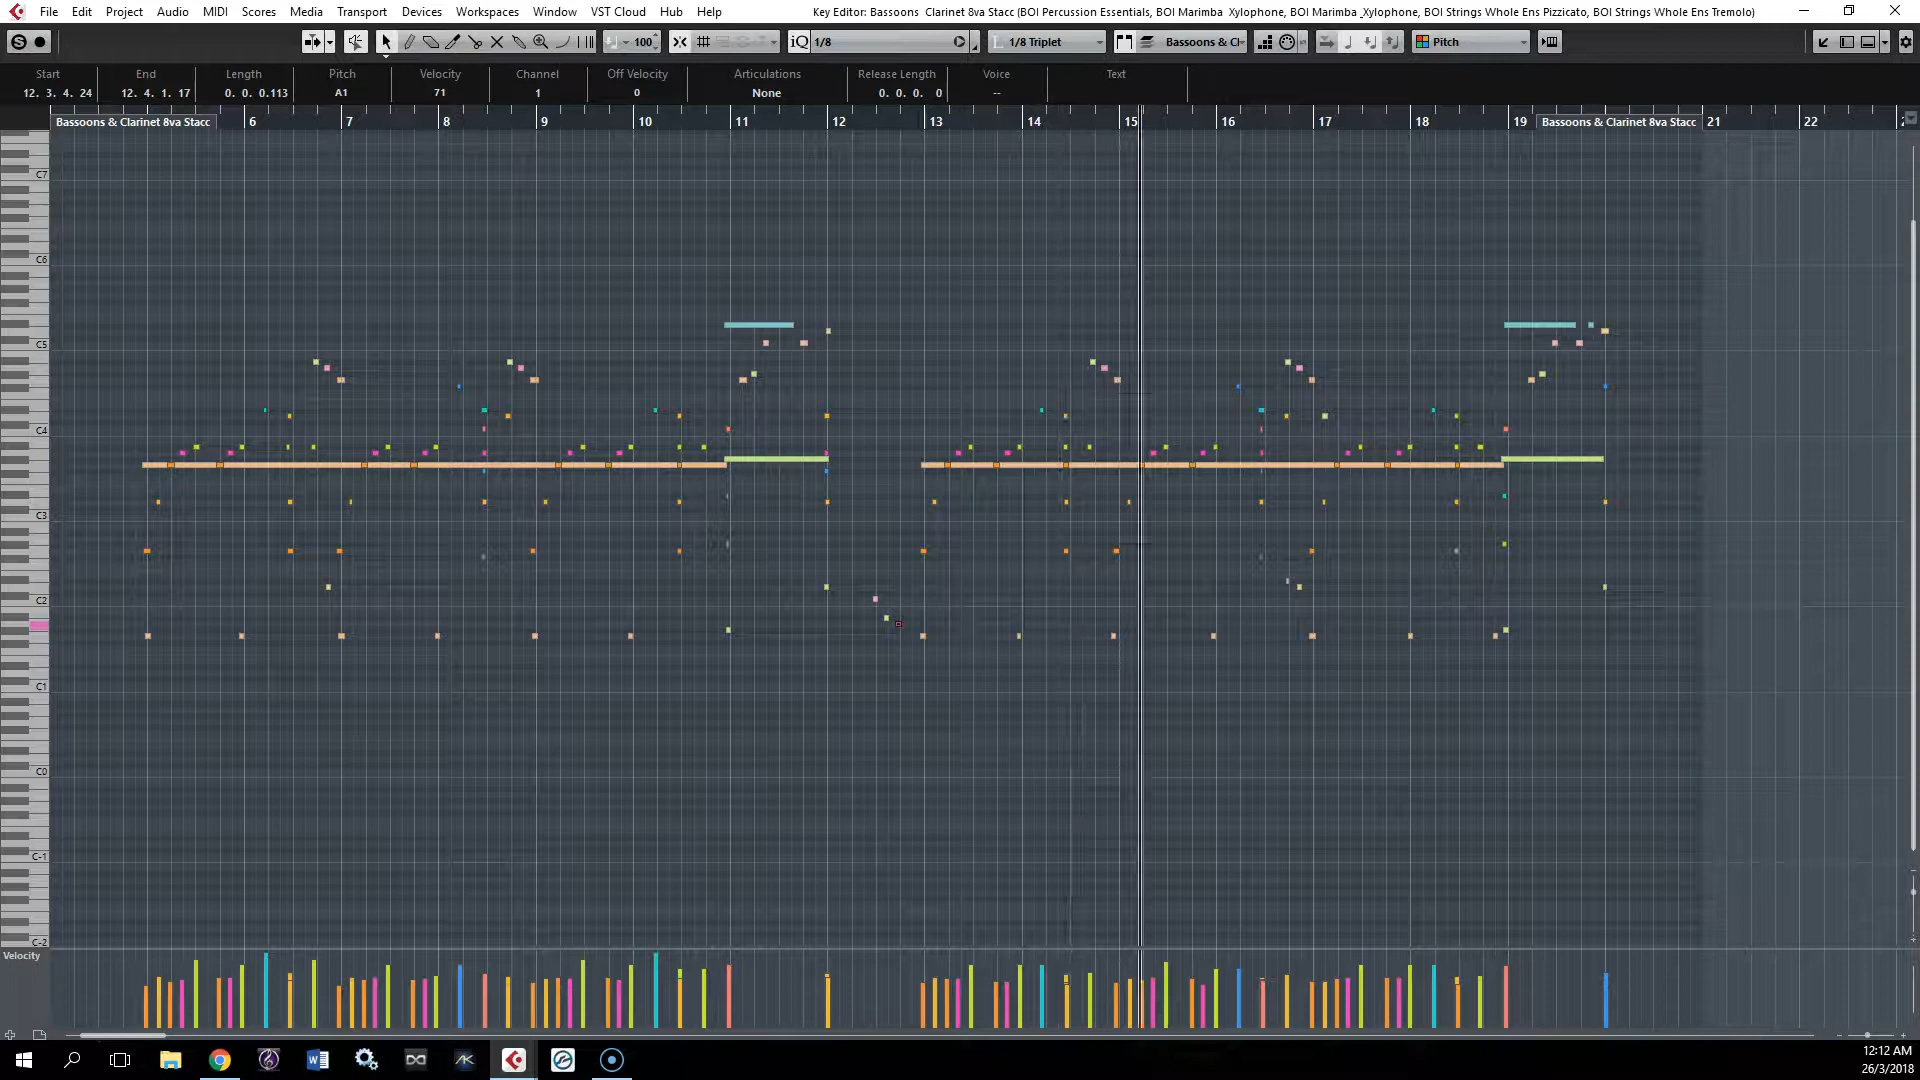 File Edit Project Audio MIDI Scores Media Transport Devices Workspaces Window VST Cloud Hub Help Key Editor: Bassoons Clarinet 8va Stacc (BOI Percussion Essentials, BOI Marimba Xylophone, BOI Marimba _Xylophone, BOI Strings Whole Ens Pizzicato, BOI Strings Whole Ens Tremolo)
100 iQ 1/8 L 1/8 Triplet Bassoons & Cl Pitch
Start End Length Pitch Velocity Channel Off Velocity Articulations Release Length Voice Text
12. 3. 4. 24 12. 4. 1. 17 0. 0. 0.113 A1 71 1 0 None 0. 0. 0. 0 --
Bassoons & Clarinet 8va Stacc 6 7 8 9 10 11 12 13 14 15 16 17 18 19 Bassoons & Clarinet 8va Stacc 21 22
C7
C6
C5
C4
C3
C2
C1
C0
C-1
C-2
Velocity
12:12 AM
26/3/2018